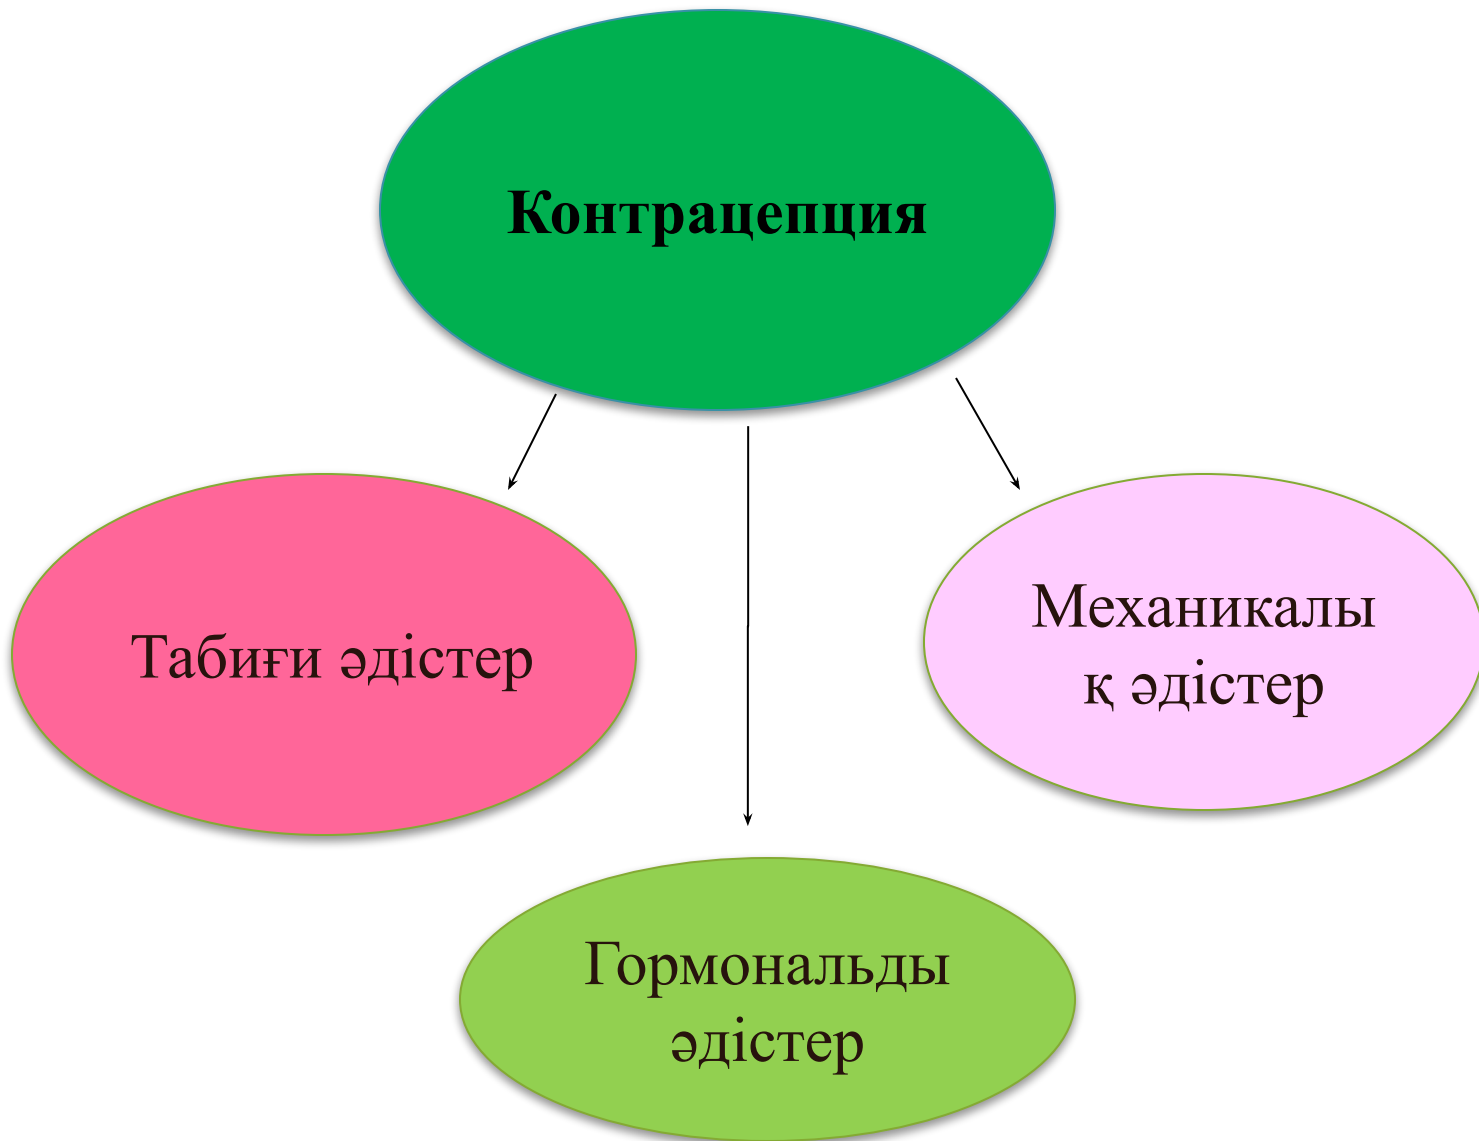 Контрацепция
Табиғи әдістер
Механикалы
қ әдістер
Гормональды
әдістер